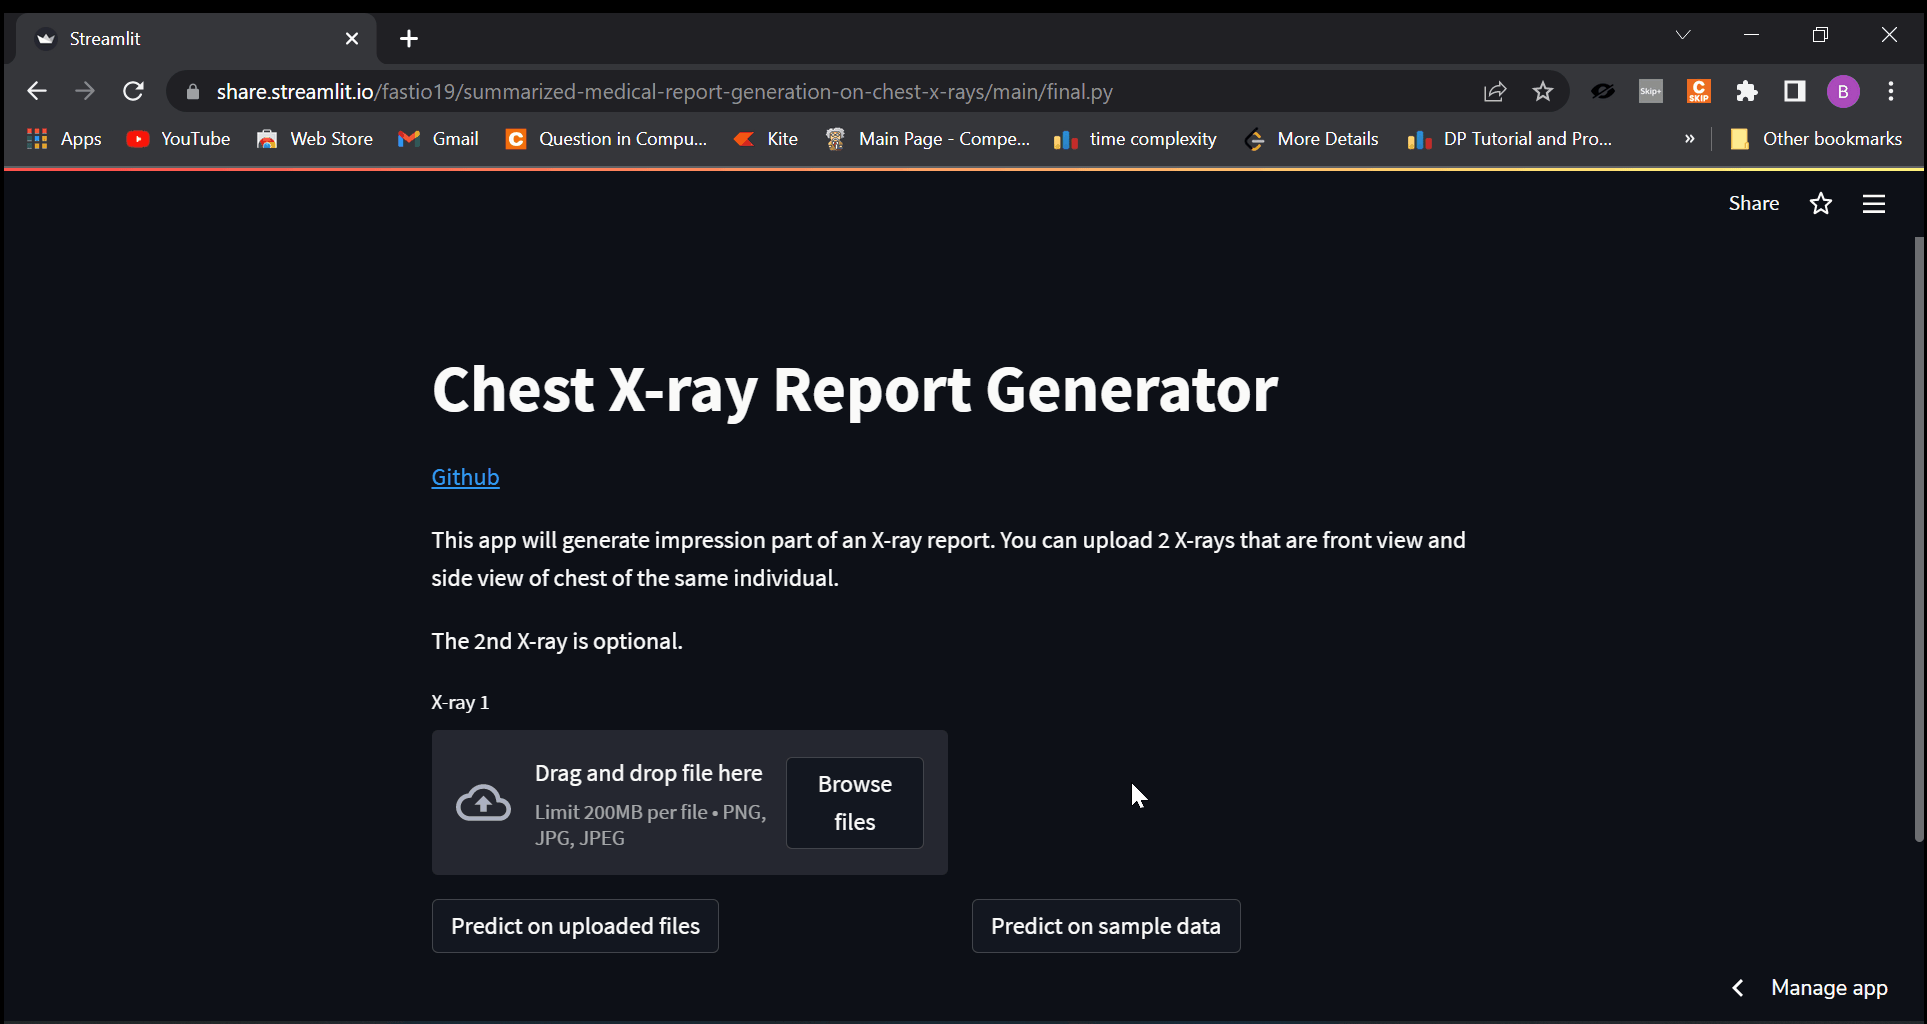 Streamlit
share.streamlit.io/fastio19/summarized-medical-report-generation-on-chest-x-rays/main/final.py
Skip+
C SKIP
B
Apps
YouTube
Web Store
Gmail
C
Question in Compu...
Kite
Main Page - Compe...
time complexity
More Details
DP Tutorial and Pro...
»
Other bookmarks
Share
Chest X-ray Report Generator
Github
This app will generate impression part of an X-ray report. You can upload 2 X-rays that are front view and
side view of chest of the same individual.
The 2nd X-ray is optional.
X-ray 1
Drag and drop file here
Limit 200MB per file • PNG,
JPG, JPEG
Browse
files
Predict on uploaded files
Predict on sample data
Manage app